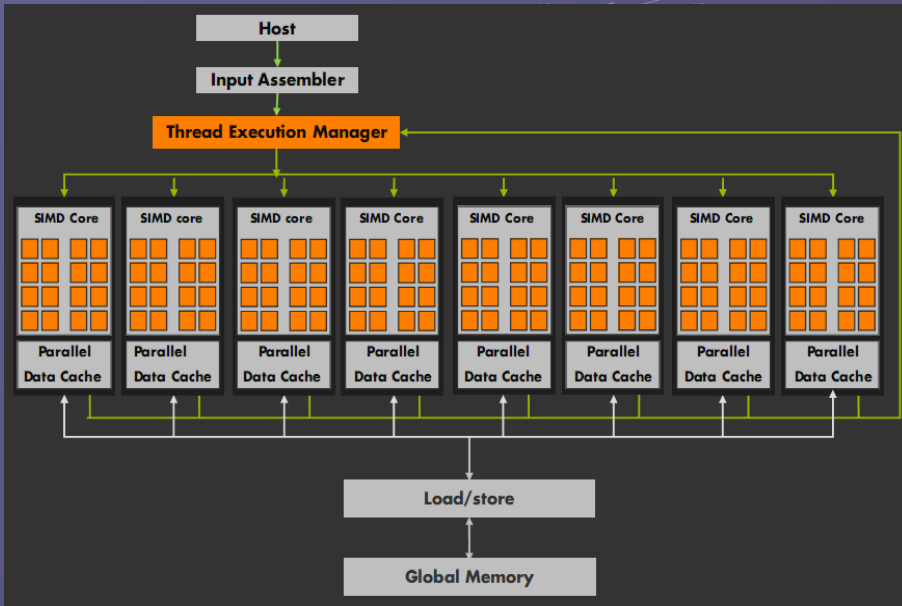 Host
Input Assembler
Thread Execution Manager
SIMD Core
SIMD core
SIMD core
SIMD Core
SIMD Core
SIMD Core
SIMD Core
SIMD Core
Parallel
Data Cache
Parallel
Data Cache
Parallel
Data Cache
Parallel
Data Cache
Parallel
Data Cache
Parallel
Data Cache
Parallel
Data Cache
Parallel
Data Cache
Load/store
Global Memory